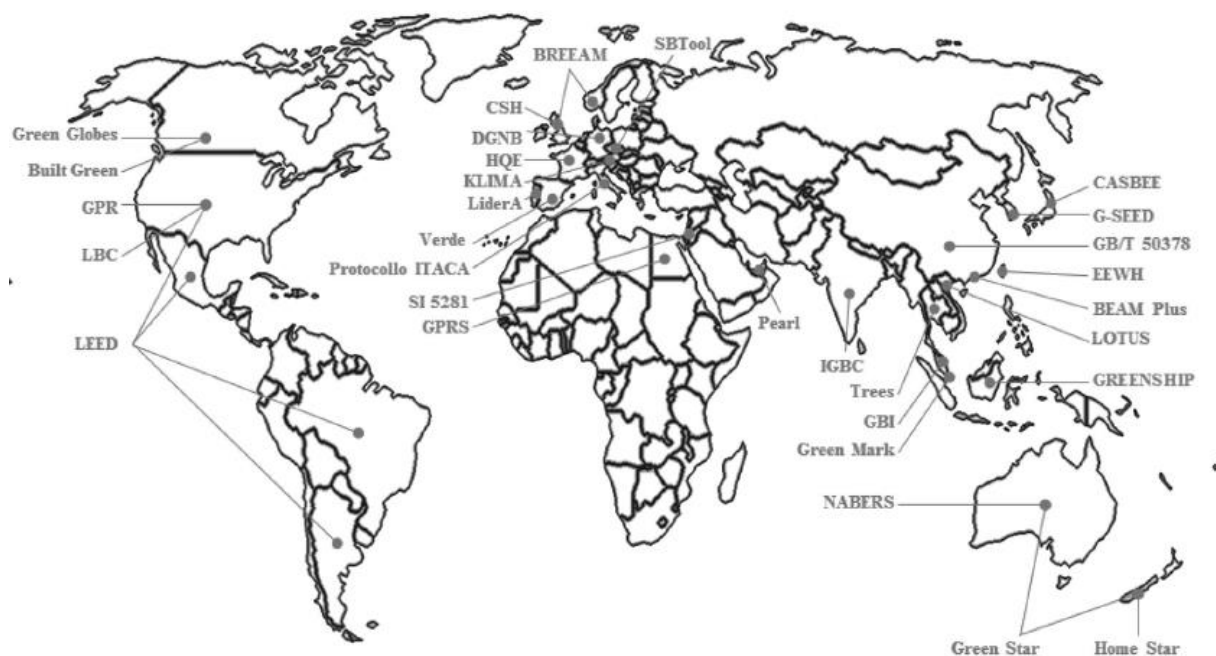 SBTool
BREEAM
CSH
Green Globes
DGNB
Built Green
HQE
KLIMA
CASBEE
GPR
LiderA
G-SEED
Verde
GB/T 50378
LBC
Protocollo ITACA
EEWH
SI 5281
BEAM Plus
GPRS
Pearl
LOTUS
LEED
IGBC
Trees
GREENSHIP
GBI
Green Mark
NABERS
Green Star
Home Star